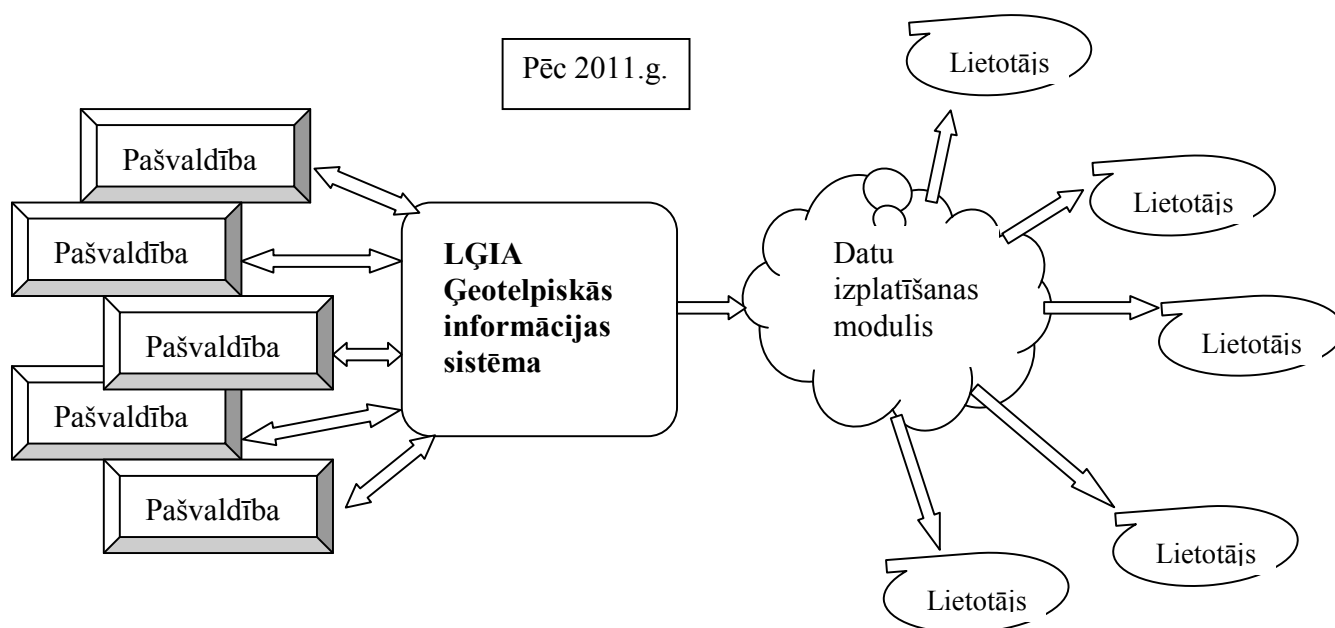 Pēc 2011.g.
Lietotājs
Pašvaldība
Lietotājs
Pašvaldība
LĢIA
Ģeotelpiskās
informācijas
sistēma
Datu
izplatīšanas
modulis
Pašvaldība
Lietotājs
Pašvaldība
Pašvaldība
Lietotājs
Lietotājs